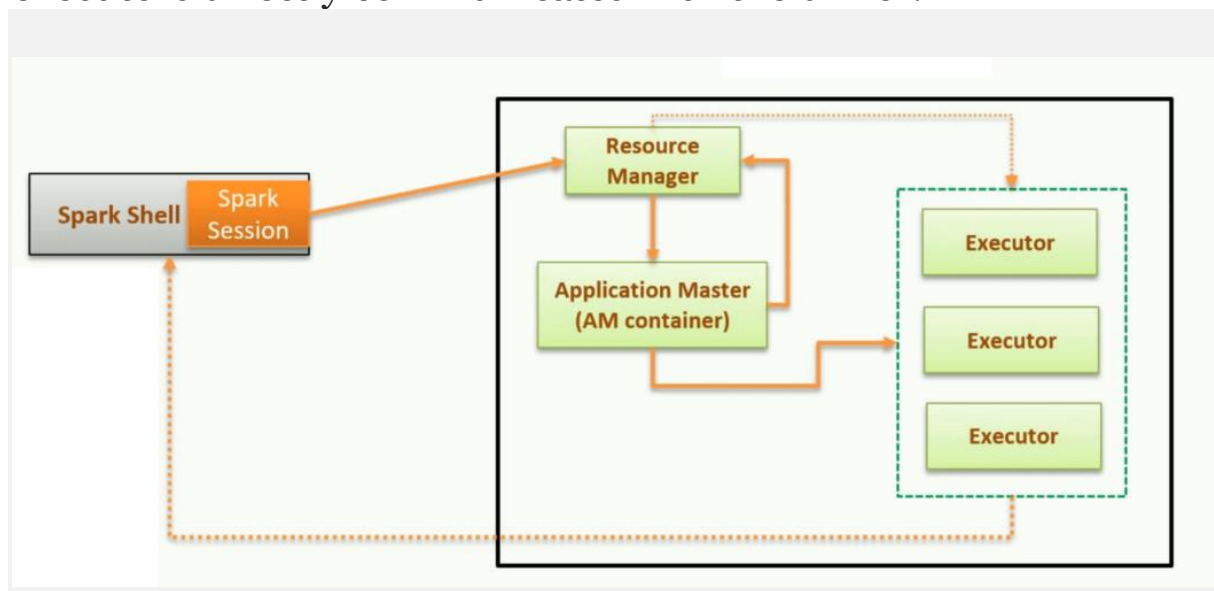 Spark Shell
Spark
Session
Resource
Manager
Application Master
(AM container)
Executor
Executor
Executor